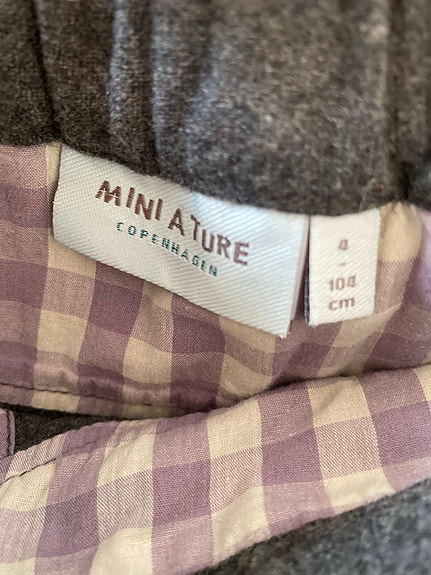 MINI A TURE
COPENHAGEN
4
-
104
cm